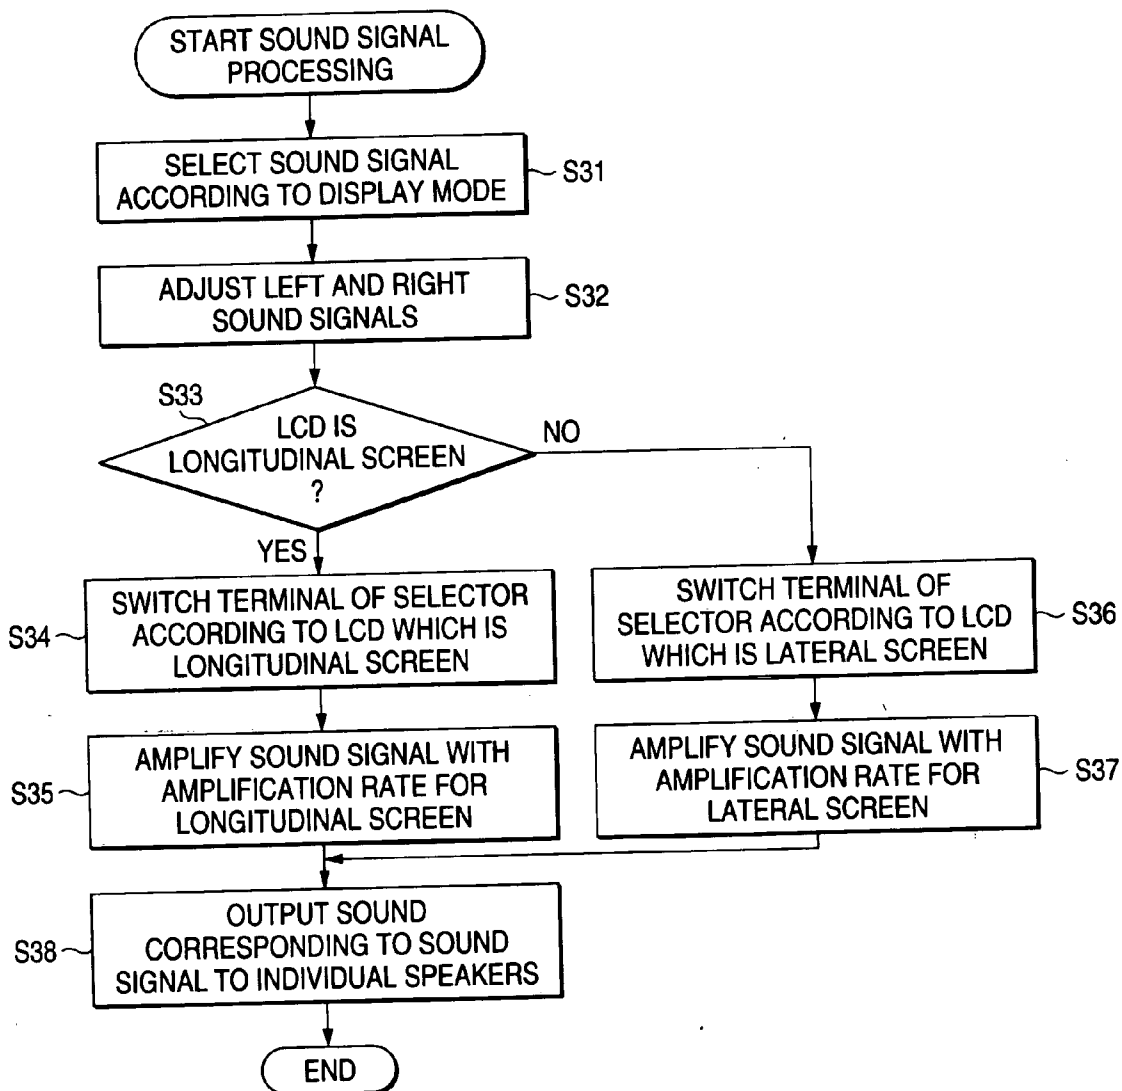 START SOUND SIGNAL
PROCESSING
SELECT SOUND SIGNAL
ACCORDING TO DISPLAY MODE
S31
ADJUST LEFT AND RIGHT
SOUND SIGNALS
S32
S33
LCD IS
LONGITUDINAL SCREEN
?
NO
YES
S34
SWITCH TERMINAL OF SELECTOR
ACCORDING TO LCD WHICH IS
LONGITUDINAL SCREEN
SWITCH TERMINAL OF
SELECTOR ACCORDING TO LCD
WHICH IS LATERAL SCREEN
S36
S35
AMPLIFY SOUND SIGNAL WITH
AMPLIFICATION RATE FOR
LONGITUDINAL SCREEN
AMPLIFY SOUND SIGNAL WITH
AMPLIFICATION RATE FOR
LATERAL SCREEN
S37
S38
OUTPUT SOUND
CORRESPONDING TO SOUND
SIGNAL TO INDIVIDUAL SPEAKERS
END